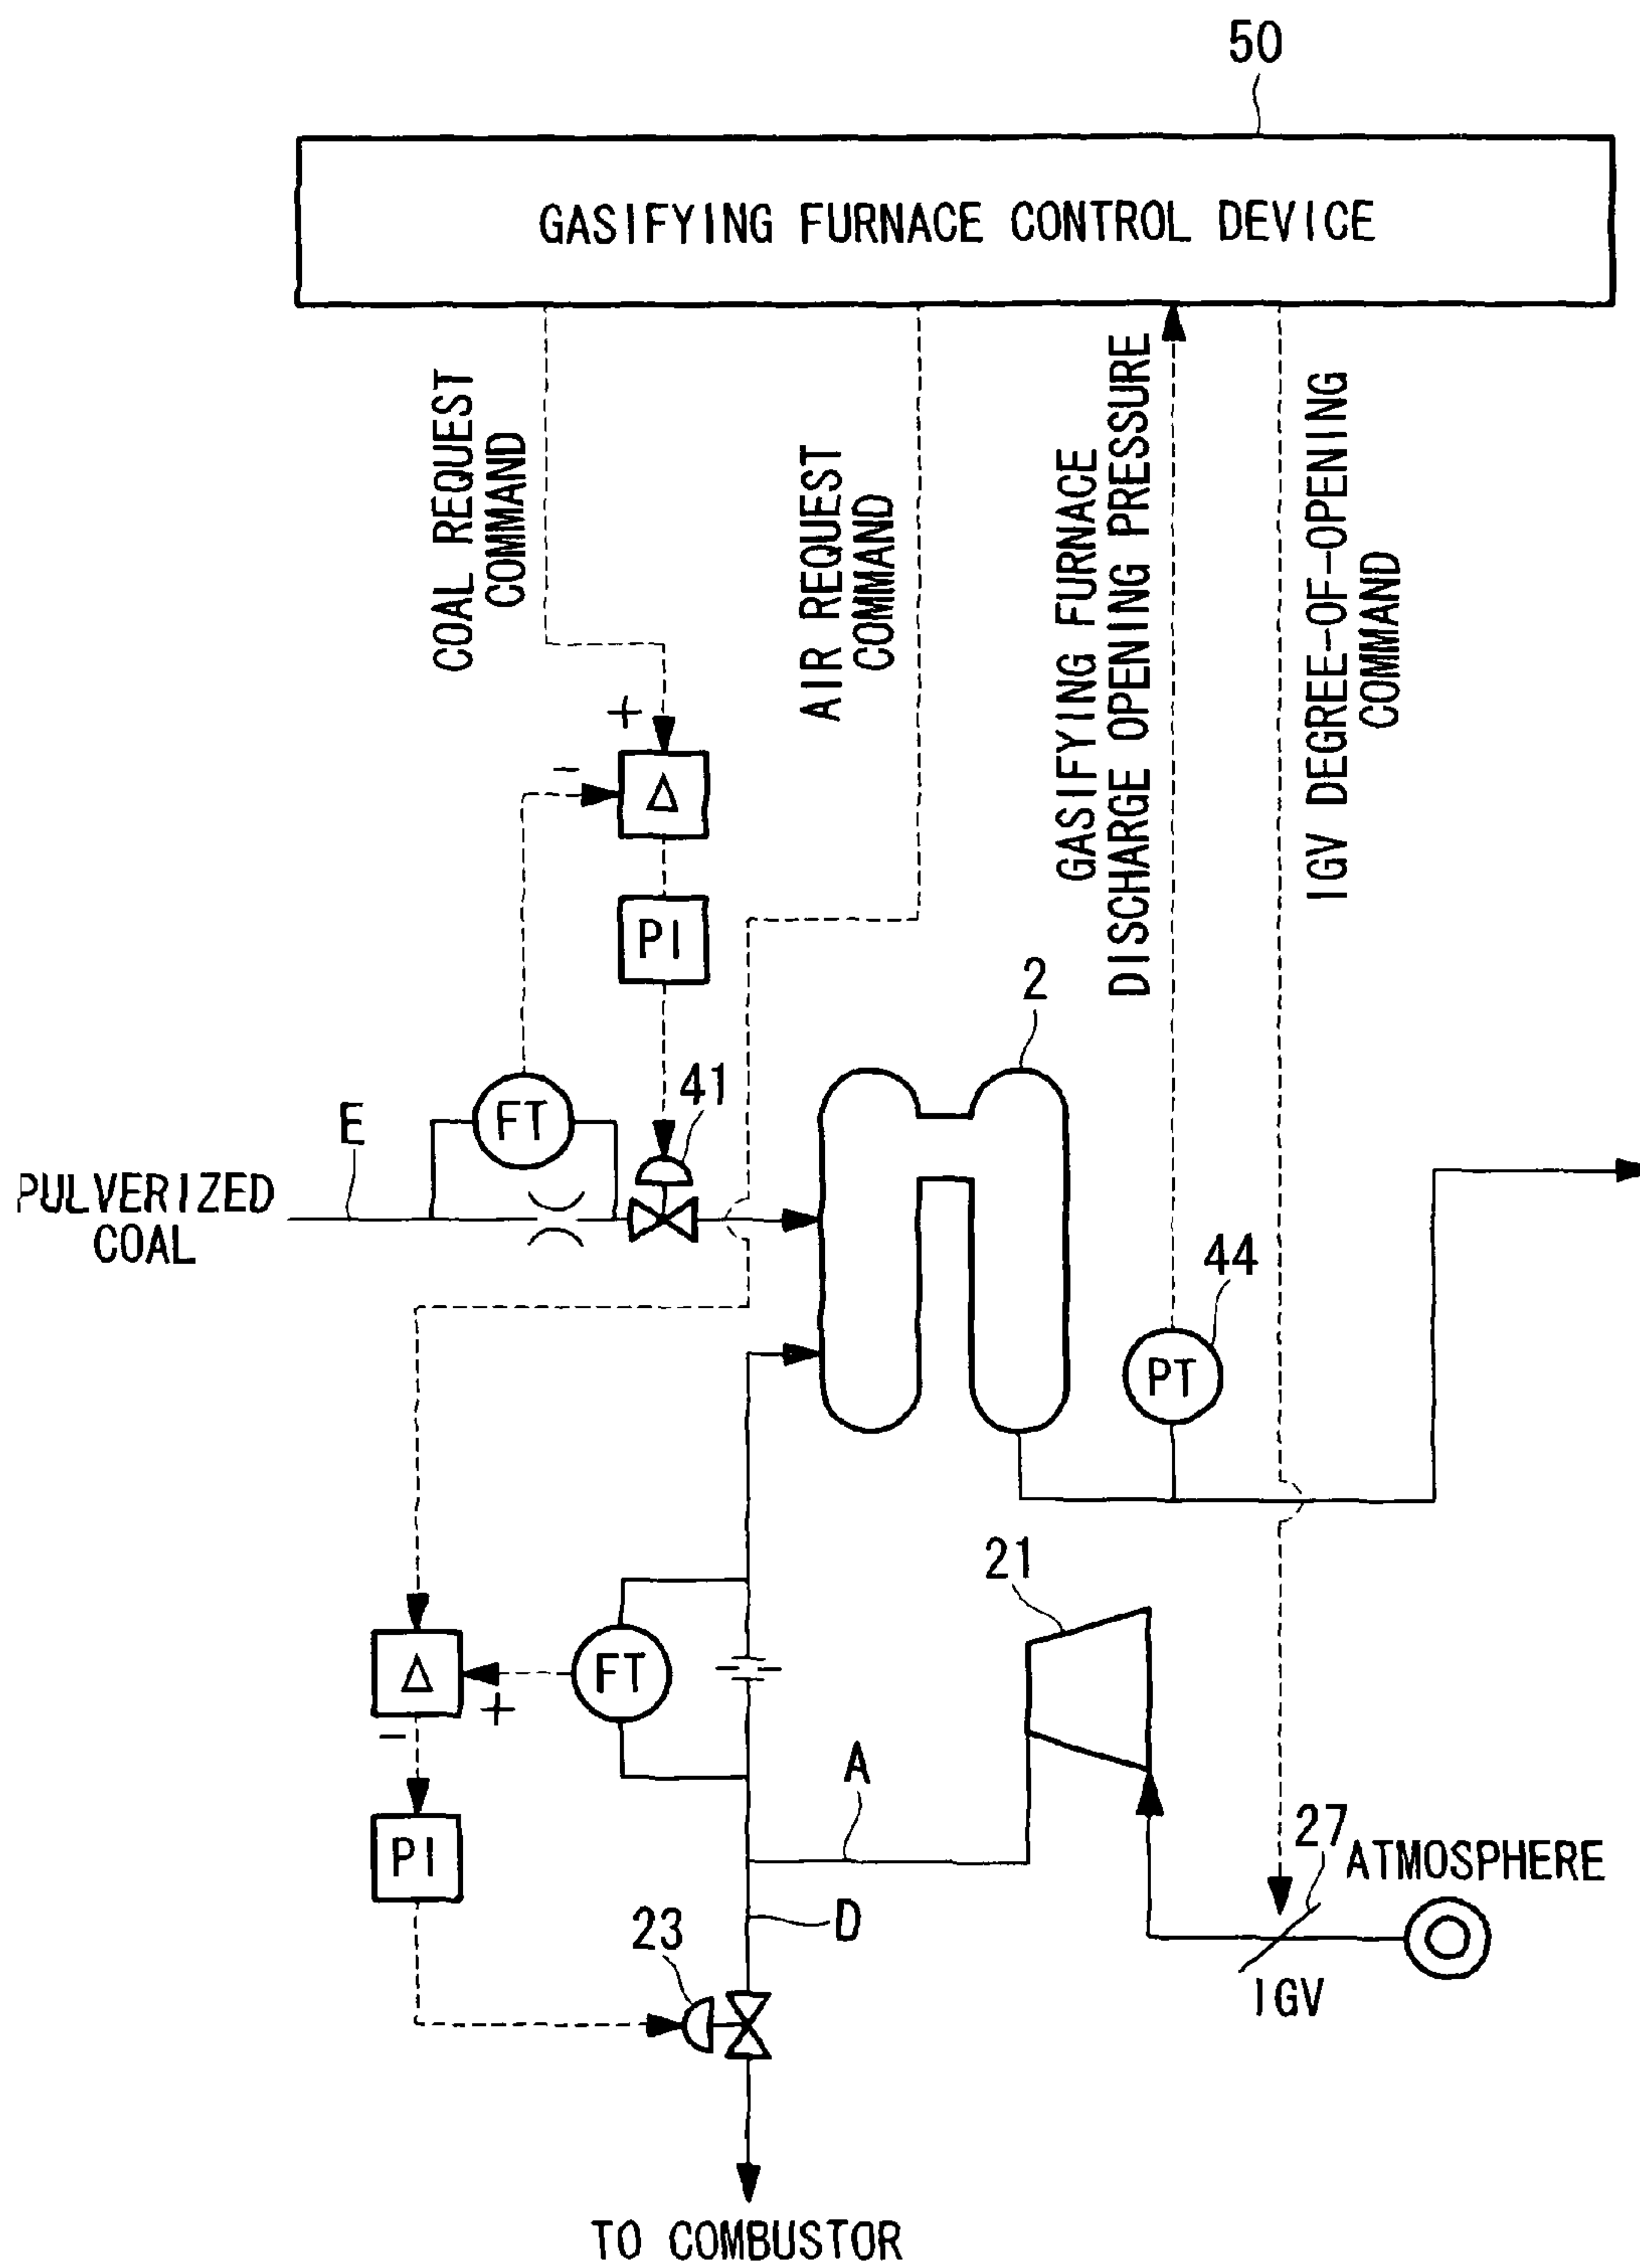 50
GASIFYING FURNACE CONTROL DEVICE
COAL REQUEST
COMMAND
AIR REQUEST
COMMAND
GASIFYING FURNACE
DISCHARGE OPENING PRESSURE
IGV DEGREE-OF-OPENING
COMMAND
+
-
Δ
PI
2
41
FT
E
PULVERIZED
COAL
44
PT
21
Δ
FT
+
-
A
PI
27
ATMOSPHERE
D
23
IGV
TO COMBUSTOR